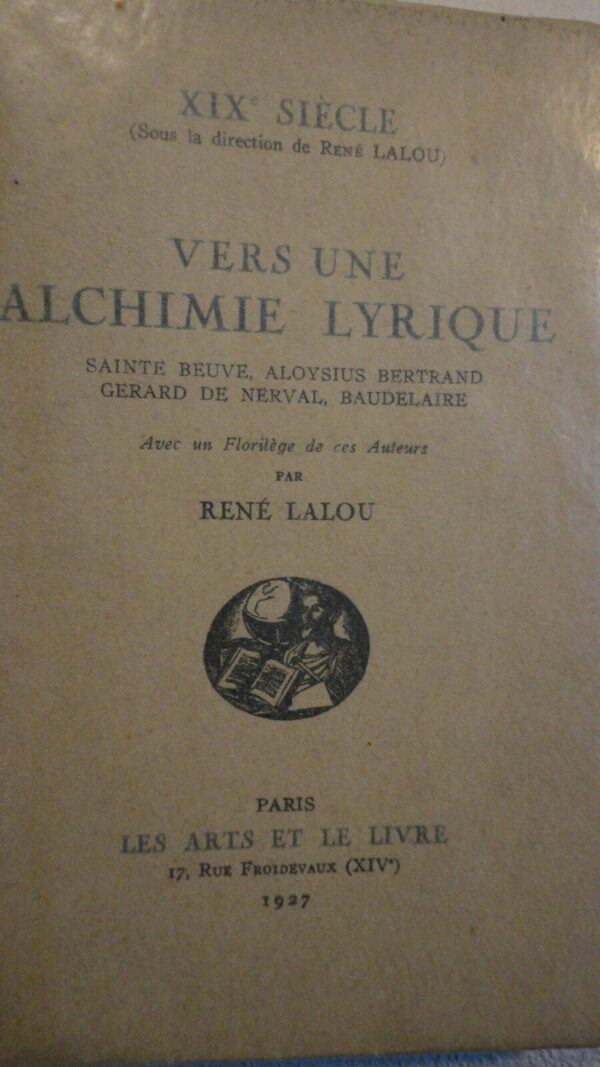 XIXe SIÈCLE
(Sous la direction de RENÉ LALOU)
VERS UNE
ALCHIMIE LYRIQUE
SAINTE BEUVE, ALOYSIUS BERTRAND
GERARD DE NERVAL, BAUDELAIRE
Avec un Florilège de ces Auteurs
PAR
RENÉ LALOU
PARIS
LES ARTS ET LE LIVRE
17, RUE FROIDEVAUX (XIVe)
1927